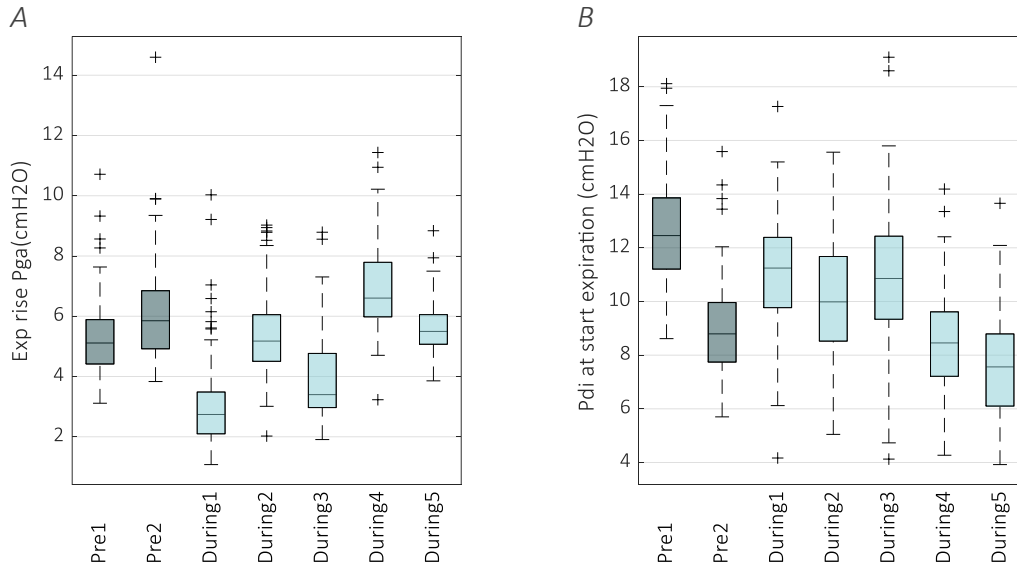 A
Exp rise Pga(cmH2O)
14
12
10
8
6
4
2
Pre1
Pre2
During1
During2
During3
During4
During5
B
Pdi at start expiration (cmH2O)
18
16
14
12
10
8
6
4
Pre1
Pre2
During1
During2
During3
During4
During5